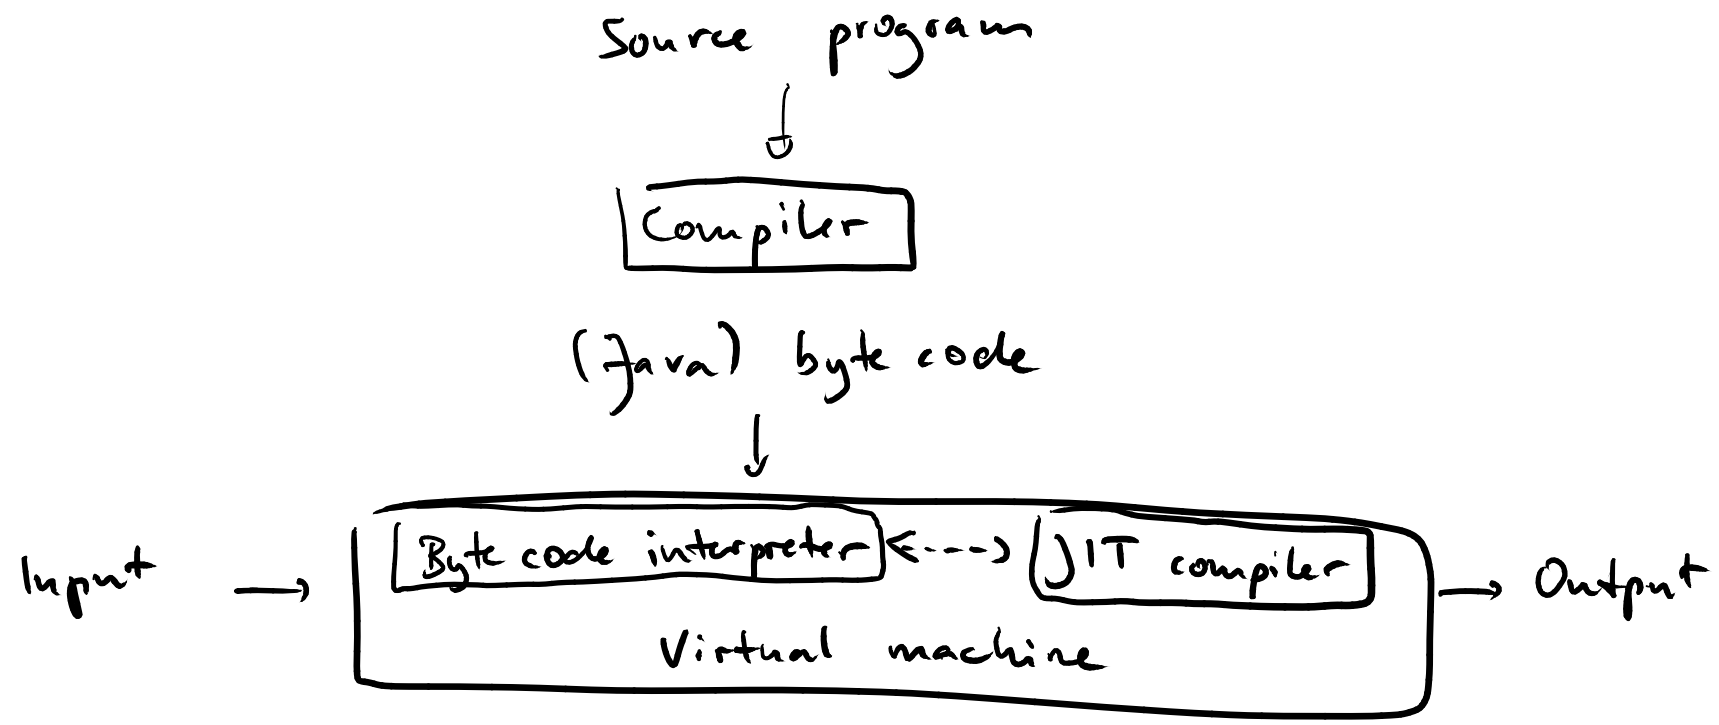 Source program
Compiler
(Java) byte code
Input
Byte code interpreter
JIT compiler
Output
Virtual machine